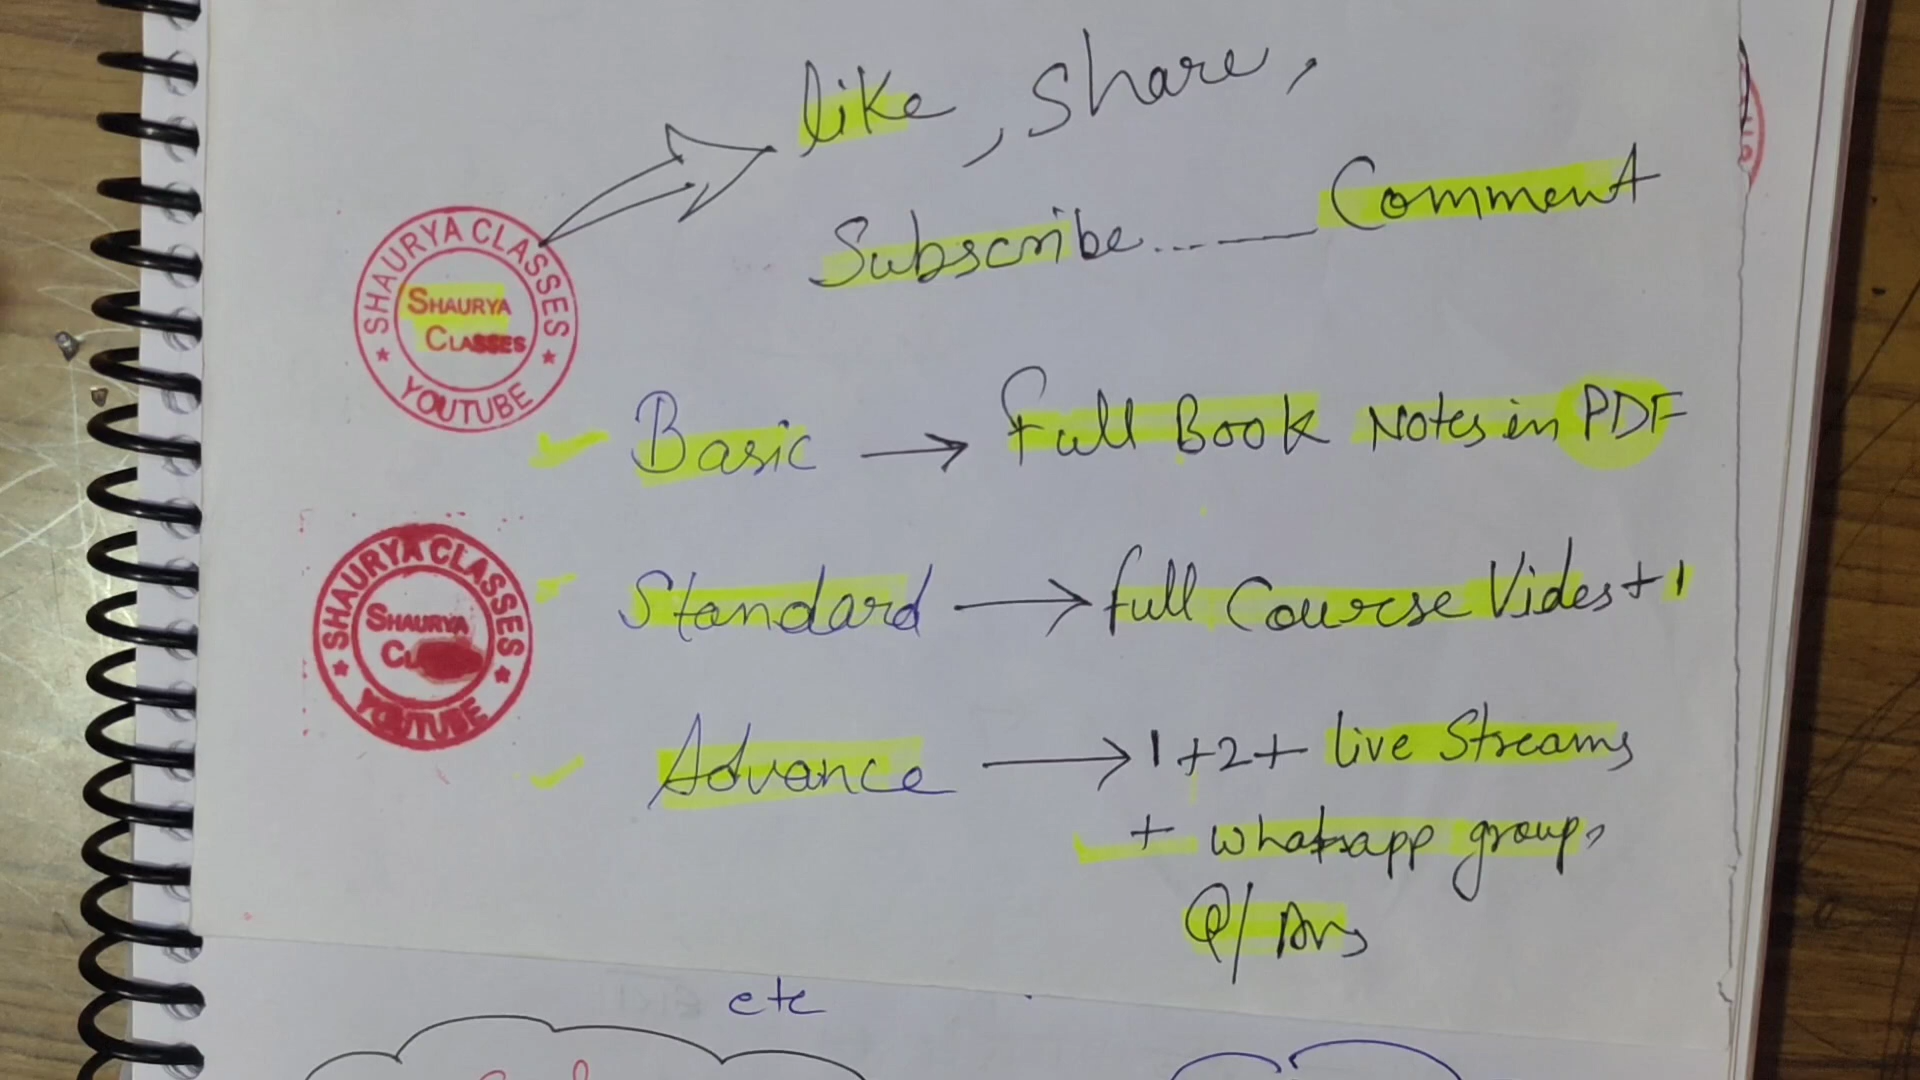 like, share,
Subscribe....------ Comment
SHAURYA CLASSES
SHAURYA
CLASSES
YOUTUBE
Basic → Full Book Notes in PDF
SHAURYA CLASSES
SHAURYA
YOUTUBE
Standard → full Course Vides + 1
Advance → 1+2+ live Streams
+ whatsapp group,
Q/Ans
etc